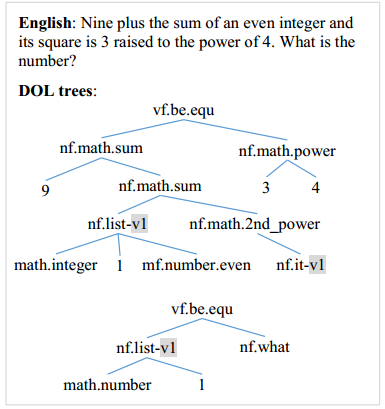 English: Nine plus the sum of an even integer and
its square is 3 raised to the power of 4. What is the
number?
DOL trees:
vf.be.equ
nf.math.sum nf.math.power
9 nf.math.sum 3 4
nf.list-v1 nf.math.2nd_power
math.integer 1 mf.number.even nf.it-v1
vf.be.equ
nf.list-v1 nf.what
math.number 1